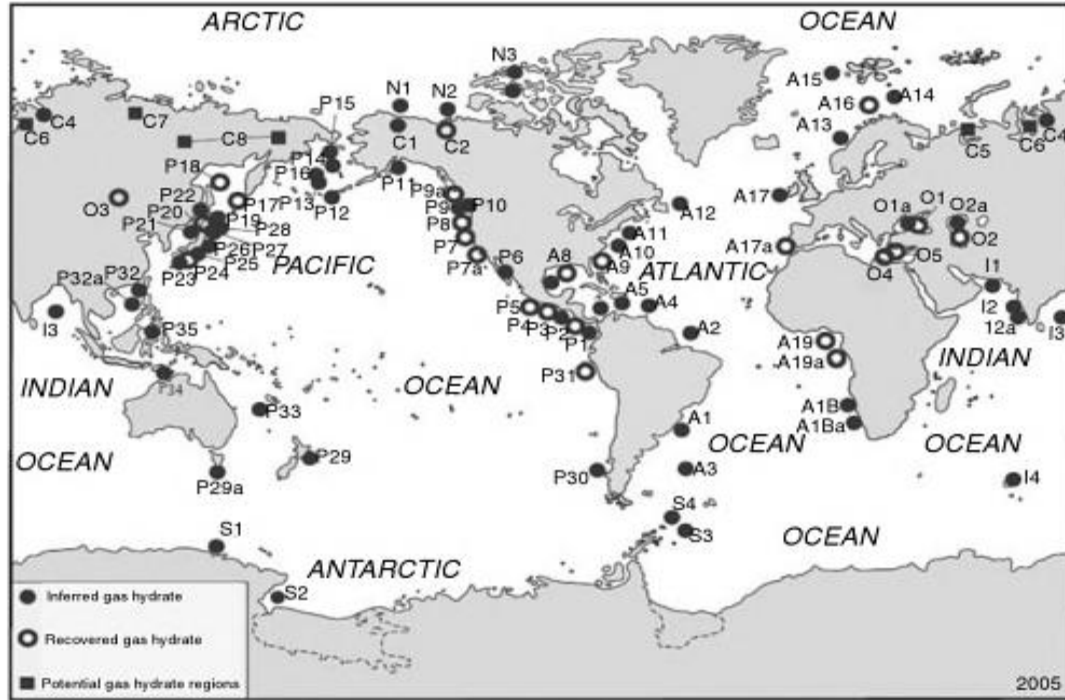 ARCTIC
OCEAN
N3
A15
N1
N2
A14
A16
P15
C4
C7
C6
C8
C1
C2
A13
C5
C6
C4
P14
P18
P16
P11
P9a
P22
P17
P13
P12
P9
P10
A17
O1
O3
P20
P19
P8
A12
O1a
O2a
P21
P28
P7
A11
O2
P26
P27
A10
A17a
O5
P23
P24
P25
PACIFIC
P7a
P6
A8
A9
ATLANTIC
O4
I1
P32a
P32
A5
I2
P5
A4
12a
I3
P4
P3
P2
A2
I3
P35
P1
A19
INDIAN
P34
OCEAN
P31
A19a
INDIAN
P33
A1B
A1
A1Ba
OCEAN
P29
OCEAN
OCEAN
P30
A3
P29a
I4
S4
S1
S3
OCEAN
ANTARCTIC
S2
Inferred gas hydrate
Recovered gas hydrate
Potential gas hydrate regions
2005